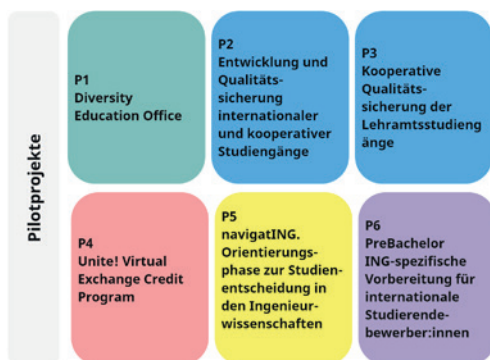 Pilotprojekte
P1
Diversity
Education Office
P2
Entwicklung und
Qualitäts-
sicherung
internationaler
und kooperativer
Studiengänge
P3
Kooperative
Qualitäts-
sicherung der
Lehramtsstudieng
änge
P4
Unite! Virtual
Exchange Credit
Program
P5
navigatING.
Orientierungs-
phase zur Studien-
entscheidung in
den Ingenieur-
wissenschaften
P6
PreBachelor
ING-spezifische
Vorbereitung für
internationale
Studierende-
bewerber:innen